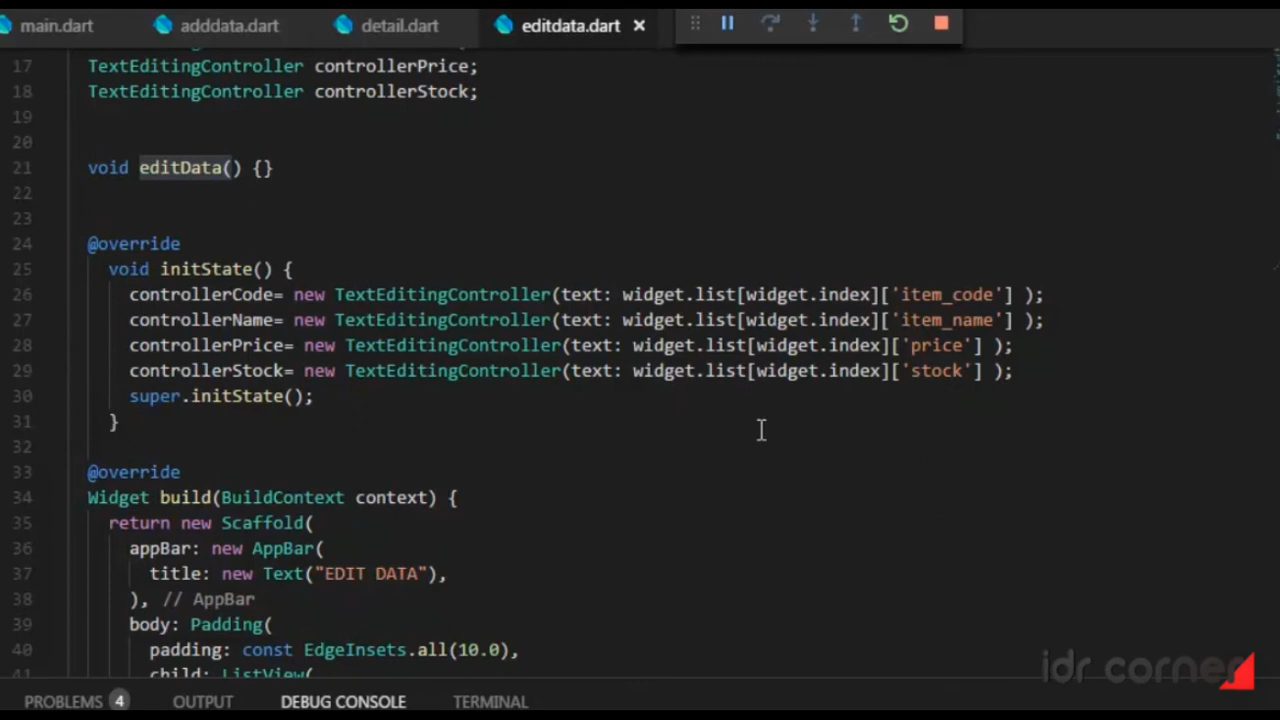 main.dart adddata.dart detail.dart editdata.dart
17 TextEditingController controllerPrice;
18 TextEditingController controllerStock;
19
20
21 void editData() {}
22
23
24 @override
25 void initState() {
26 controllerCode= new TextEditingController(text: widget.list[widget.index]['item_code'] );
27 controllerName= new TextEditingController(text: widget.list[widget.index]['item_name'] );
28 controllerPrice= new TextEditingController(text: widget.list[widget.index]['price'] );
29 controllerStock= new TextEditingController(text: widget.list[widget.index]['stock'] );
30 super.initState();
31 }
32
33 @override
34 Widget build(BuildContext context) {
35 return new Scaffold(
36 appBar: new AppBar(
37 title: new Text("EDIT DATA"),
38 ), // AppBar
39 body: Padding(
40 padding: const EdgeInsets.all(10.0),
41 child: ListView(
idr corner
PROBLEMS 4 OUTPUT DEBUG CONSOLE TERMINAL